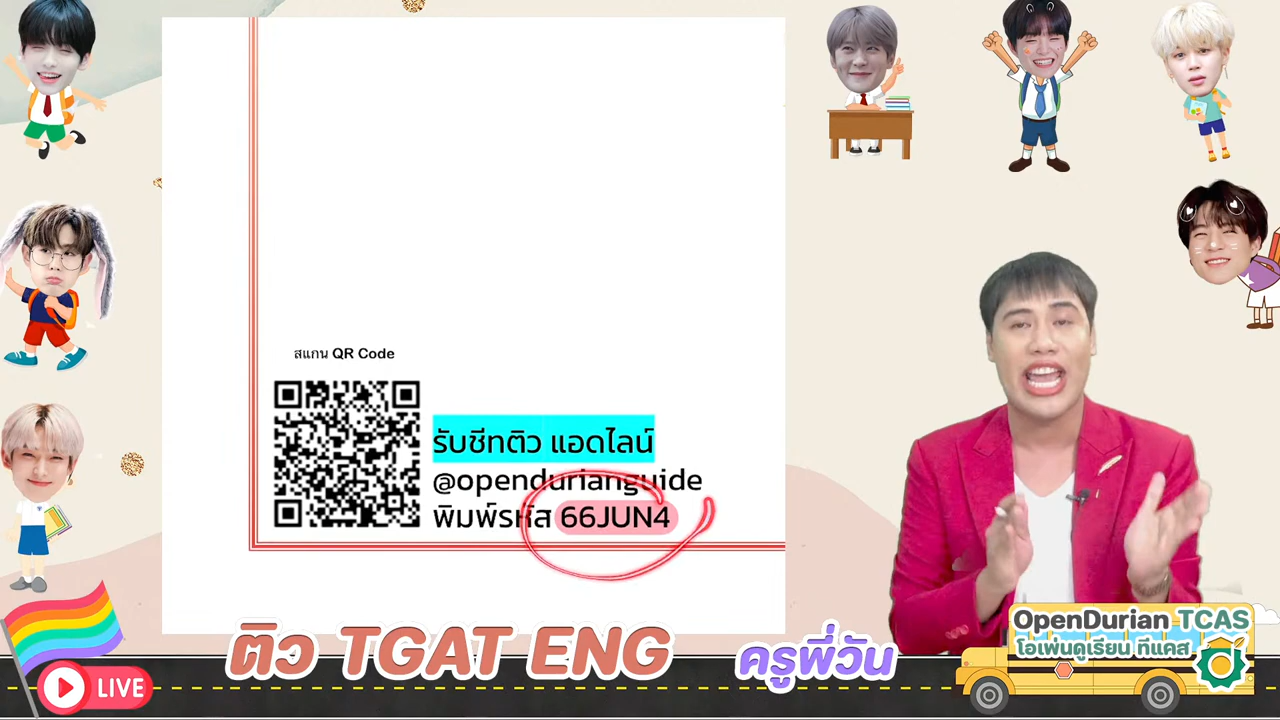 สแกน QR Code
รับชีทติว แอดไลน์
@opendurianguide
พิมพ์รหัส 66JUN4
ติว TGAT ENG
ครูพี่วัน
OpenDurian TCAS
โอเพ่นดูเรียน ทีแคส
LIVE